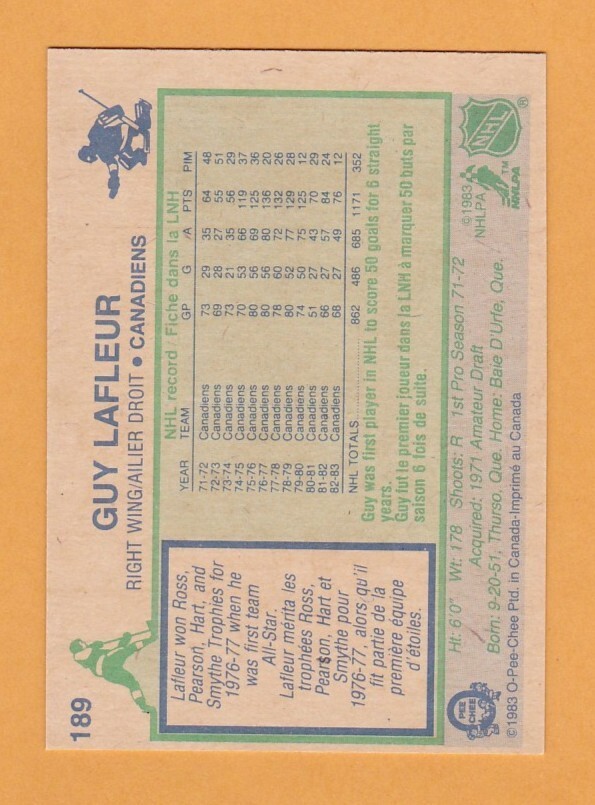 189
GUY LAFLEUR
RIGHT WING/AILIER DROIT • CANADIENS
Lafleur won Ross,
Pearson, Hart, and
Smythe Trophies for
1976-77 when he
was first team
All-Star.
Lafleur mérita les
trophées Ross,
Pearson, Hart et
Smythe pour
1976-77, alors qu'il
fit partie de la
première équipe
d'étoiles.
NHL record / Fiche dans la LNH
YEAR TEAM GP G /A PTS PIM
71-72 Canadiens 73 29 35 64 48
72-73 Canadiens 69 28 27 55 51
73-74 Canadiens 73 21 35 56 29
74-75 Canadiens 70 53 66 119 37
75-76 Canadiens 80 56 69 125 36
76-77 Canadiens 80 56 80 136 20
77-78 Canadiens 78 60 72 132 26
78-79 Canadiens 80 52 77 129 28
79-80 Canadiens 74 50 75 125 12
80-81 Canadiens 51 27 43 70 29
81-82 Canadiens 66 27 57 84 24
82-83 Canadiens 68 27 49 76 12
NHL TOTALS .......... 862 486 685 1171 352
Guy was first player in NHL to score 50 goals for 6 straight
years.
Guy fut le premier joueur dans la LNH à marquer 50 buts par
saison 6 fois de suite.
Ht: 6'0" Wt: 178 Shoots: R 1st Pro Season 71-72
Acquired: 1971 Amateur Draft
Born: 9-20-51, Thurso, Que. Home: Baie D'Urfe, Que.
©1983
NHLPA
NHLPA
TM
NHL
®
O
PEE
CHEE
©1983 O-Pee-Chee Ptd. in Canada-Imprimé au Canada